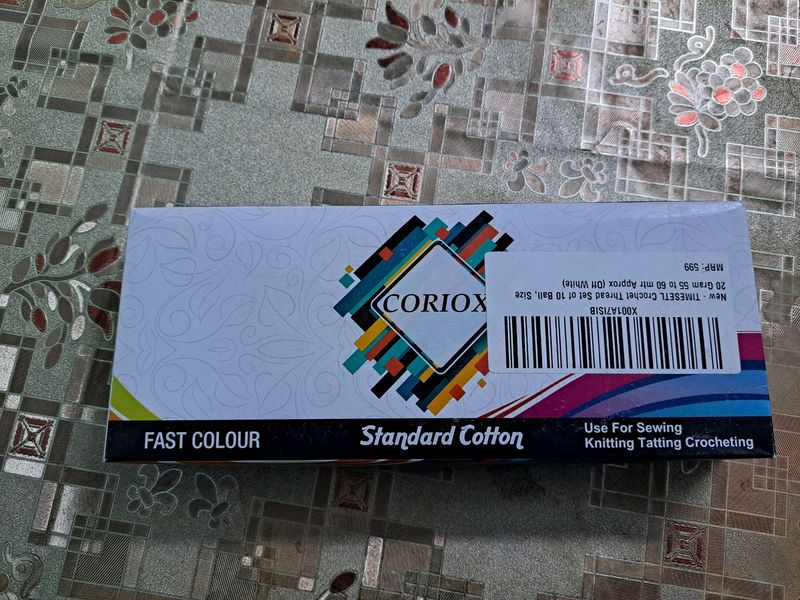 CORIOX
X001A7ISIB
New - TIMESETL Crochet Thread Set of 10 Ball, Size
20 Gram 55 to 60 mtr Approx (Off White)
MRP: 599
FAST COLOUR
Standard Cotton
Use For Sewing
Knitting Tatting Crocheting